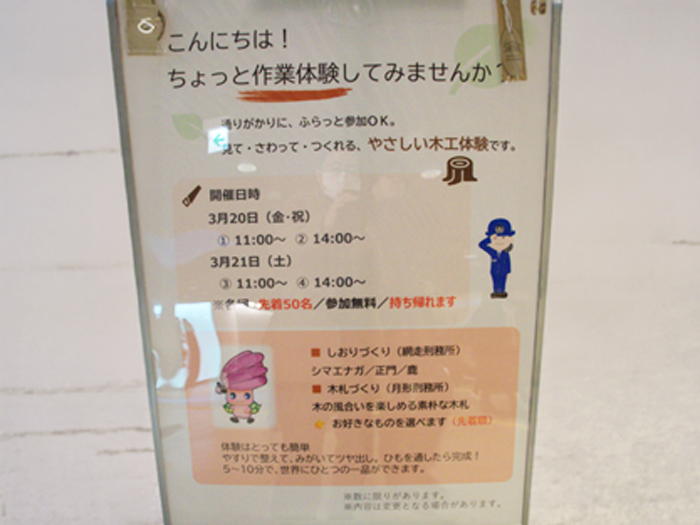 こんにちは！
ちょっと作業体験してみませんか？
通りがかりに、ふらっと参加OK。
見て・さわって・つくれる、やさしい木工体験です。
開催日時
3月20日（金・祝）
① 11:00～ ② 14:00～
3月21日（土）
③ 11:00～ ④ 14:00～
※各回 先着50名／参加無料／持ち帰れます
■ しおりづくり（網走刑務所）
シマエナガ／正門／鹿
■ 木札づくり（月形刑務所）
木の風合いを楽しめる素朴な木札
お好きなものを選べます（先着順）
体験はとっても簡単
やすりで整えて、みがいてツヤ出し。ひもを通したら完成！
5～10分で、世界にひとつの一品ができます。
※数に限りがあります。
※内容は変更となる場合があります。